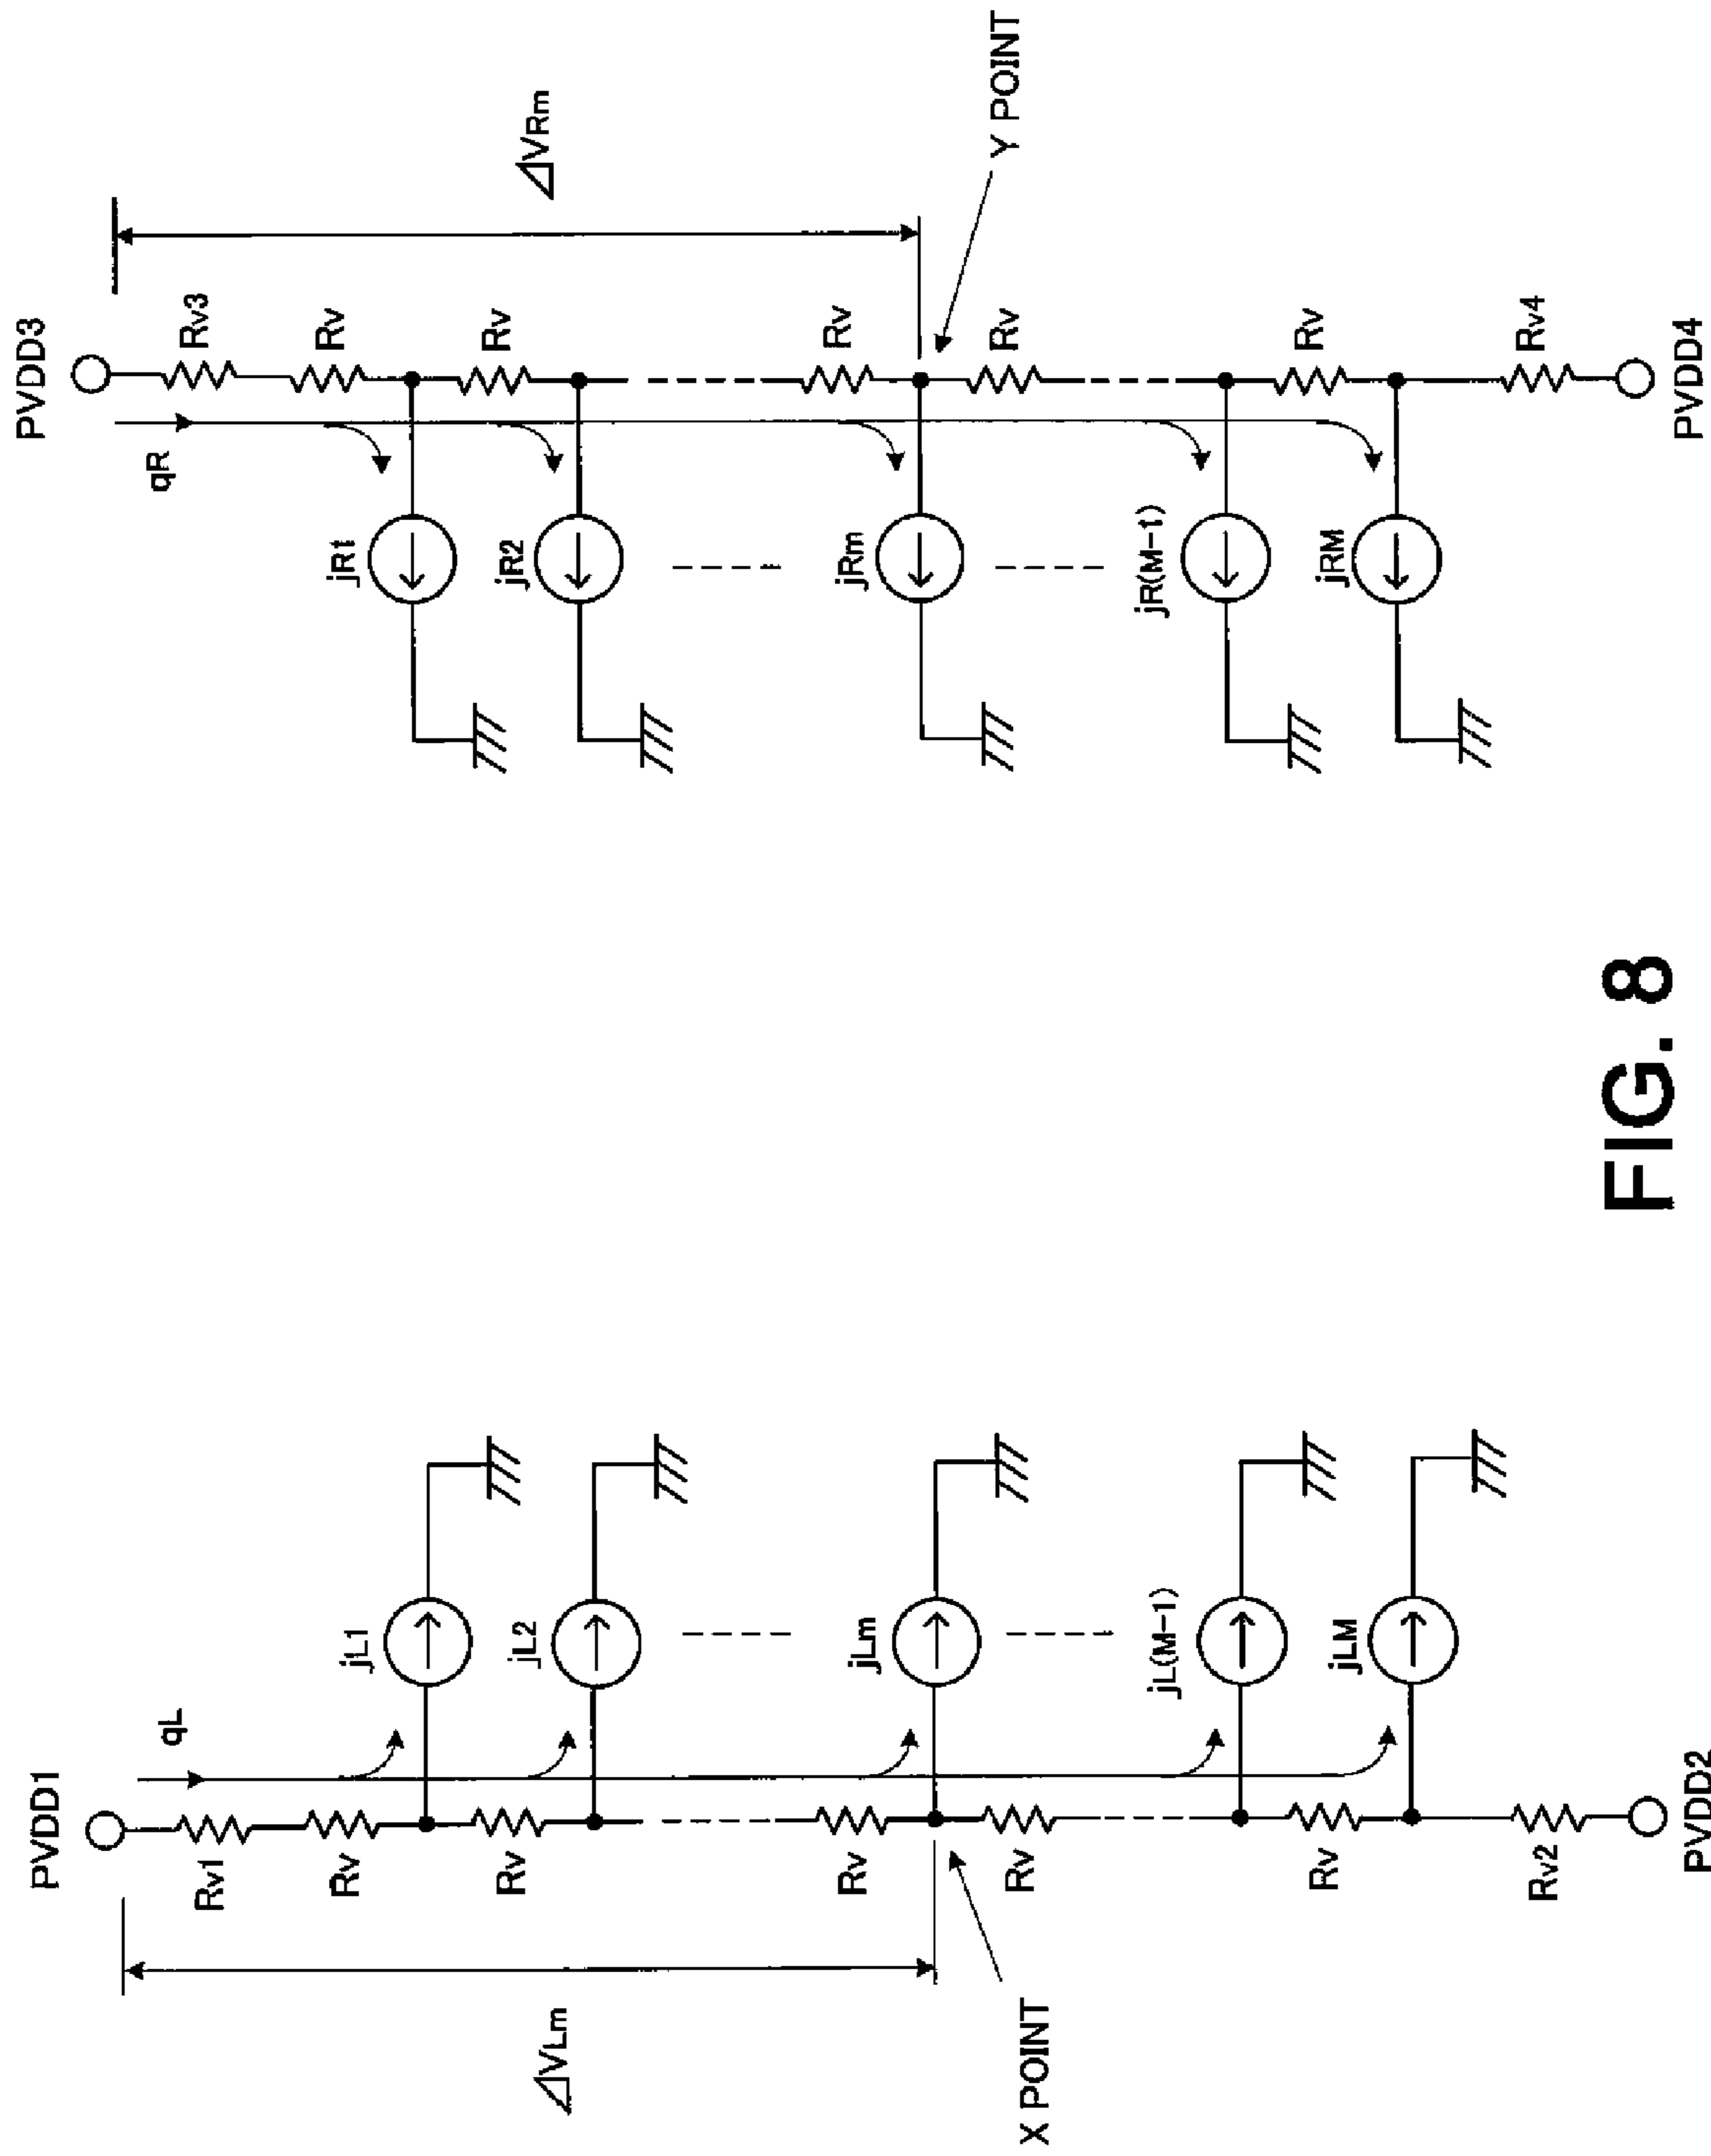 PVDD1
PVDD3
qL
qR
Rv1
Rv3
ΔVLm
ΔVRm
Rv
jL1
jR1
Rv
Rv
jL2
jR2
Rv
Rv
jLm
jRm
Rv
X POINT
Y POINT
Rv
Rv
jL(M-1)
jR(M-1)
Rv
jLM
jRM
Rv
Rv2
Rv4
PVDD2
PVDD4
FIG. 8